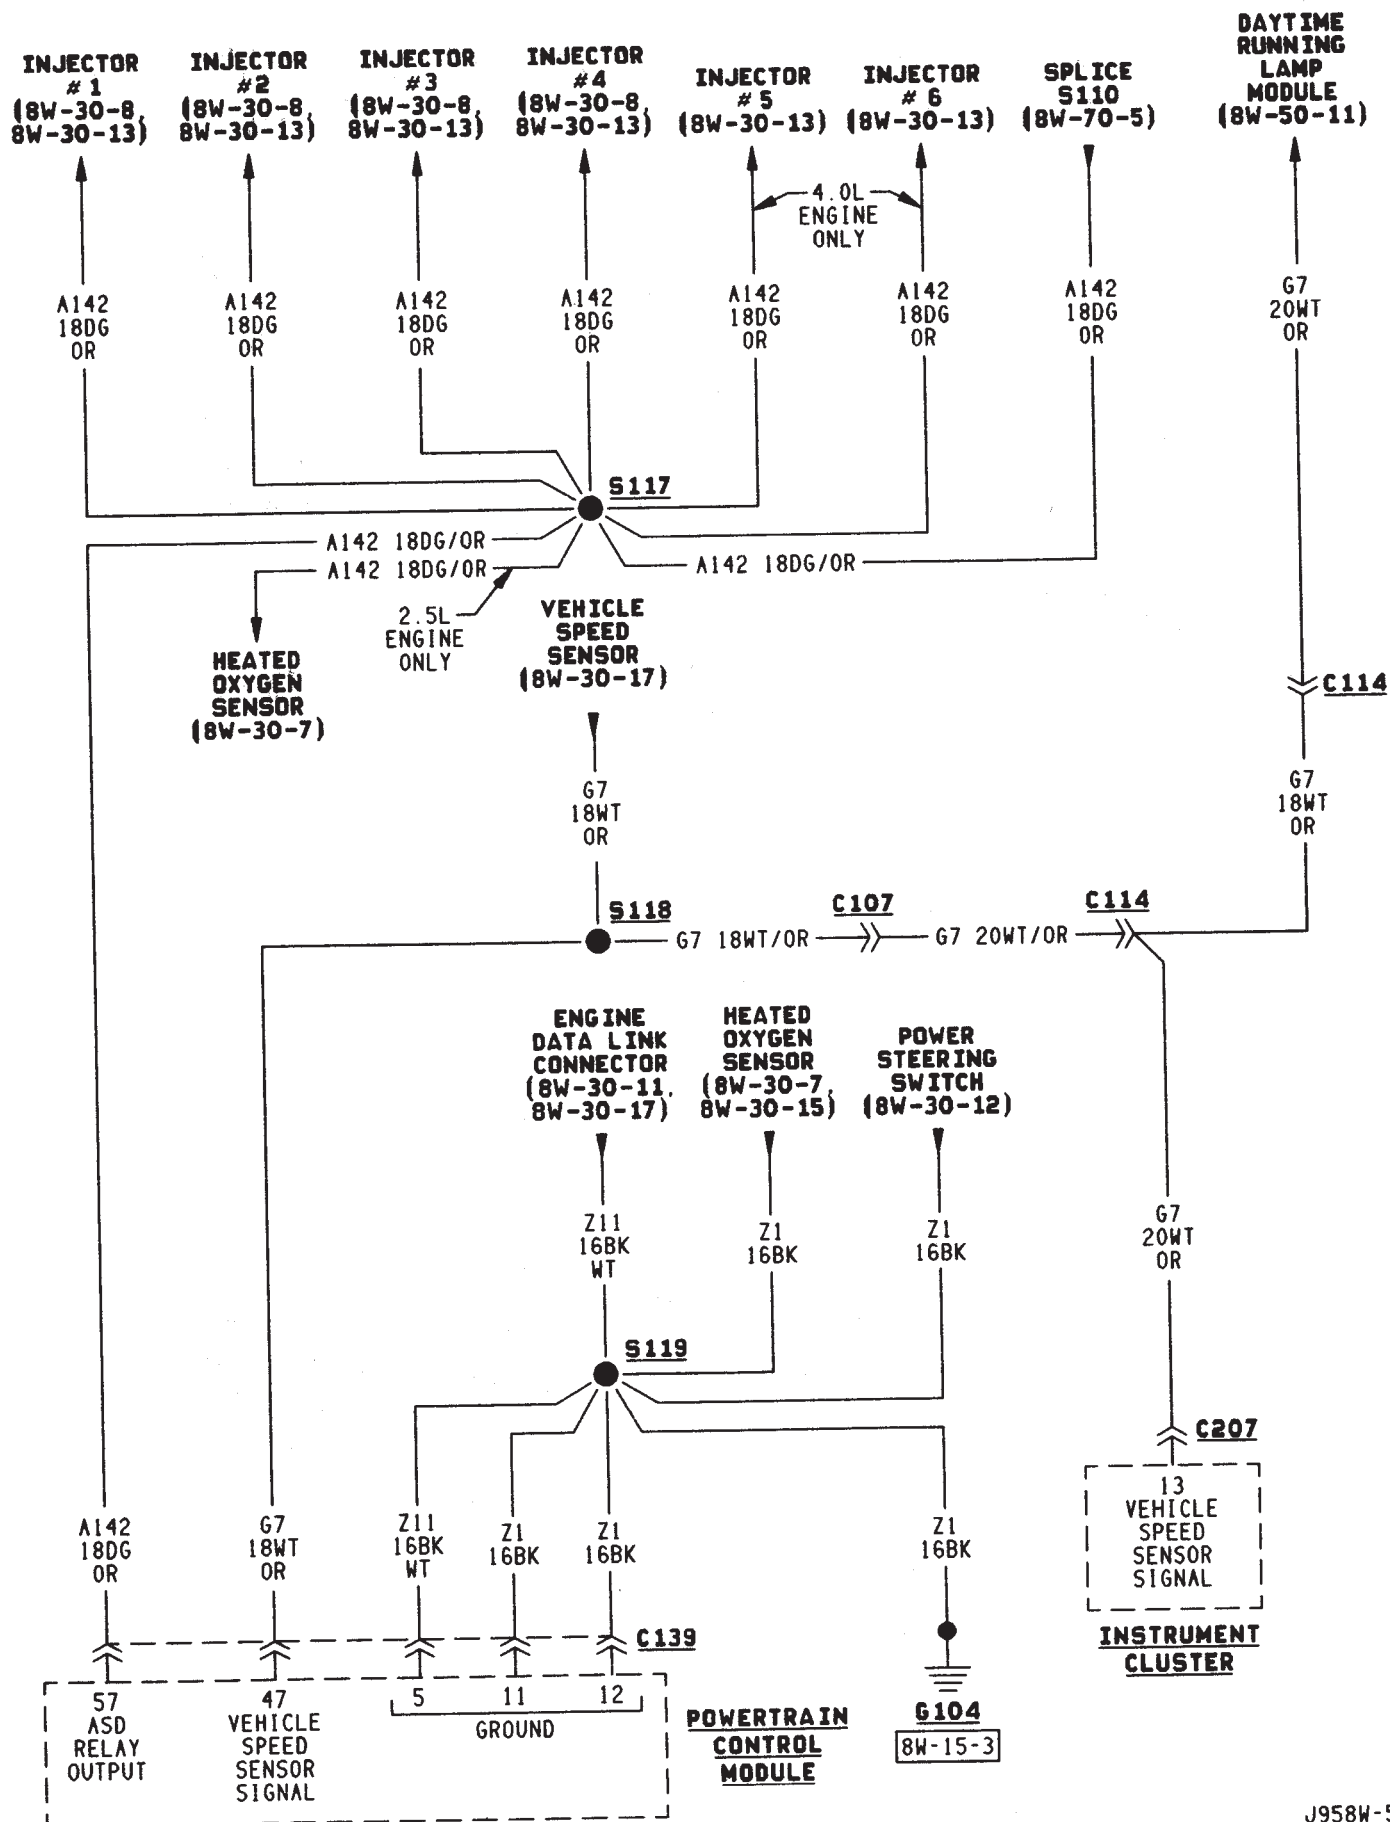 INJECTOR
#1
(8W-30-8,
8W-30-13)
INJECTOR
#2
(8W-30-8,
8W-30-13)
INJECTOR
#3
(8W-30-8,
8W-30-13)
INJECTOR
#4
(8W-30-8,
8W-30-13)
INJECTOR
#5
(8W-30-13)
INJECTOR
#6
(8W-30-13)
SPLICE
S110
(8W-70-5)
DAYTIME
RUNNING
LAMP
MODULE
(8W-50-11)
4.0L
ENGINE
ONLY
A142
18DG
OR
A142
18DG
OR
A142
18DG
OR
A142
18DG
OR
A142
18DG
OR
A142
18DG
OR
A142
18DG
OR
G7
20WT
OR
S117
A142 18DG/OR
A142 18DG/OR
A142 18DG/OR
2.5L
ENGINE
ONLY
HEATED
OXYGEN
SENSOR
(8W-30-7)
VEHICLE
SPEED
SENSOR
(8W-30-17)
C114
G7
18WT
OR
G7
18WT
OR
S118
G7 18WT/OR
C107
G7 20WT/OR
C114
ENGINE
DATA LINK
CONNECTOR
(8W-30-11,
8W-30-17)
HEATED
OXYGEN
SENSOR
(8W-30-7,
8W-30-15)
POWER
STEERING
SWITCH
(8W-30-12)
Z11
16BK
WT
Z1
16BK
Z1
16BK
G7
20WT
OR
S119
C207
13
VEHICLE
SPEED
SENSOR
SIGNAL
INSTRUMENT
CLUSTER
A142
18DG
OR
G7
18WT
OR
Z11
16BK
WT
Z1
16BK
Z1
16BK
Z1
16BK
C139
57
ASD
RELAY
OUTPUT
47
VEHICLE
SPEED
SENSOR
SIGNAL
5
11
12
GROUND
POWERTRAIN
CONTROL
MODULE
G104
8W-15-3
J958W-5